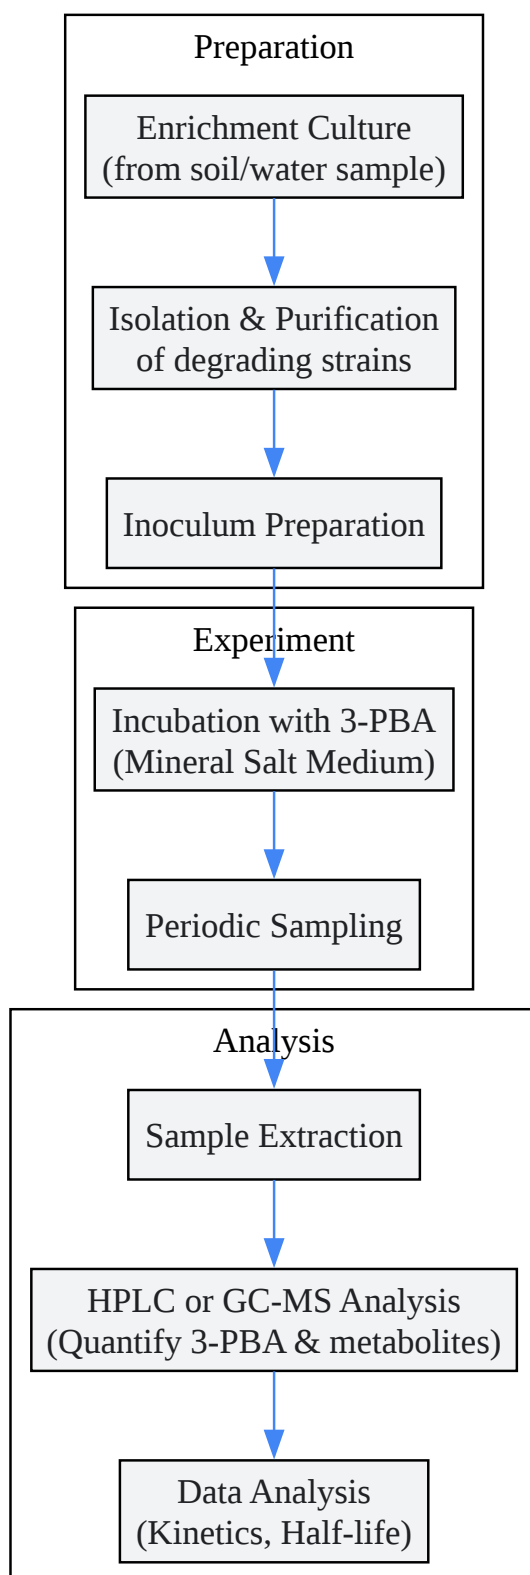 Preparation
Enrichment Culture
(from soil/water sample)
Isolation & Purification
of degrading strains
Inoculum Preparation
Experiment
Incubation with 3-PBA
(Mineral Salt Medium)
Periodic Sampling
Analysis
Sample Extraction
HPLC or GC-MS Analysis
(Quantify 3-PBA & metabolites)
Data Analysis
(Kinetics, Half-life)